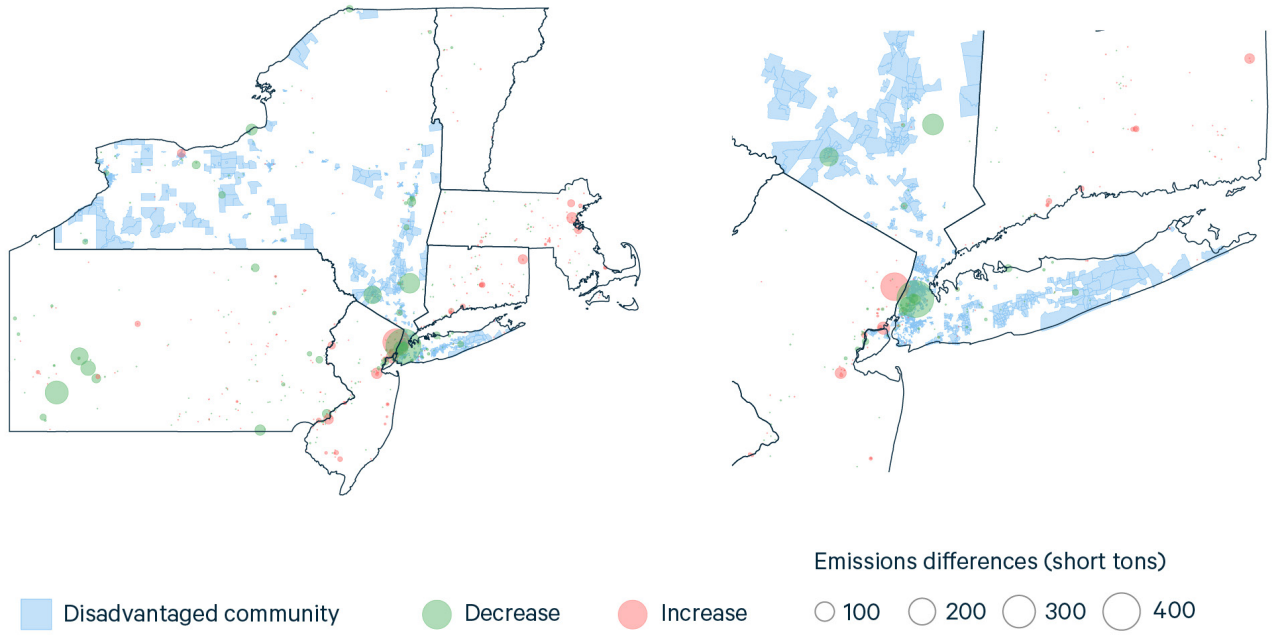 Emissions differences (short tons)
Disadvantaged community Decrease Increase 100 200 300 400